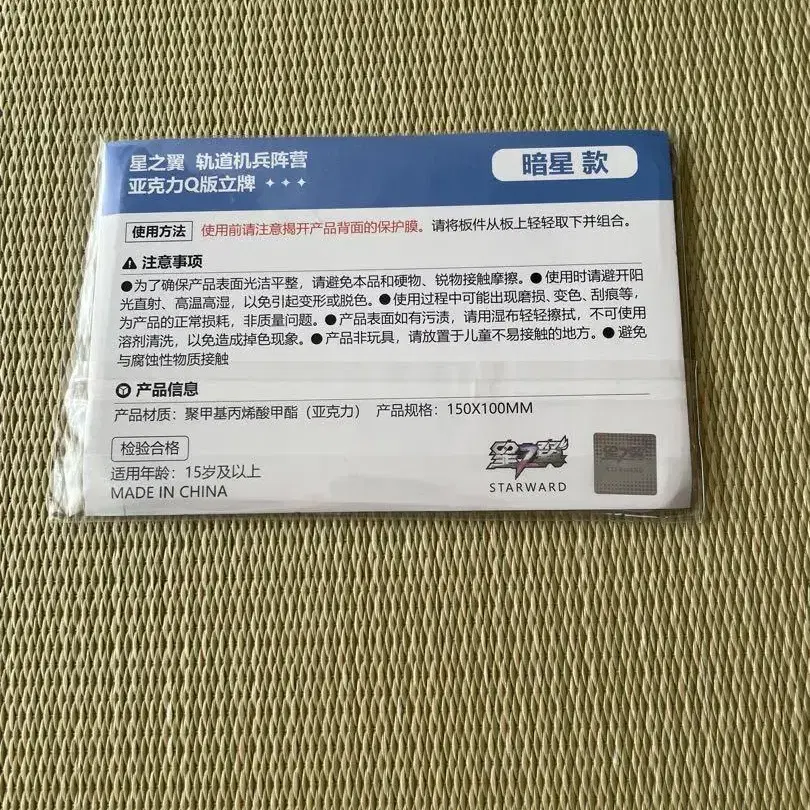 星之翼 轨道机兵阵营
亚克力Q版立牌
暗星 款
使用方法 使用前请注意揭开产品背面的保护膜。请将板件从板上轻轻取下并组合。
注意事项
●为了确保产品表面光洁平整，请避免本品和硬物、锐物接触摩擦。●使用时请避开阳
光直射、高温高湿，以免引起变形或脱色。●使用过程中可能出现磨损、变色、刮痕等，
为产品的正常损耗，非质量问题。●产品表面如有污渍，请用湿布轻轻擦拭，不可使用
溶剂清洗，以免造成掉色现象。●产品非玩具，请放置于儿童不易接触的地方。●避免
与腐蚀性物质接触
产品信息
产品材质：聚甲基丙烯酸甲酯（亚克力） 产品规格：150X100MM
检验合格
适用年龄：15岁及以上
MADE IN CHINA
星之翼
STARWARD
星之翼
STARWARD